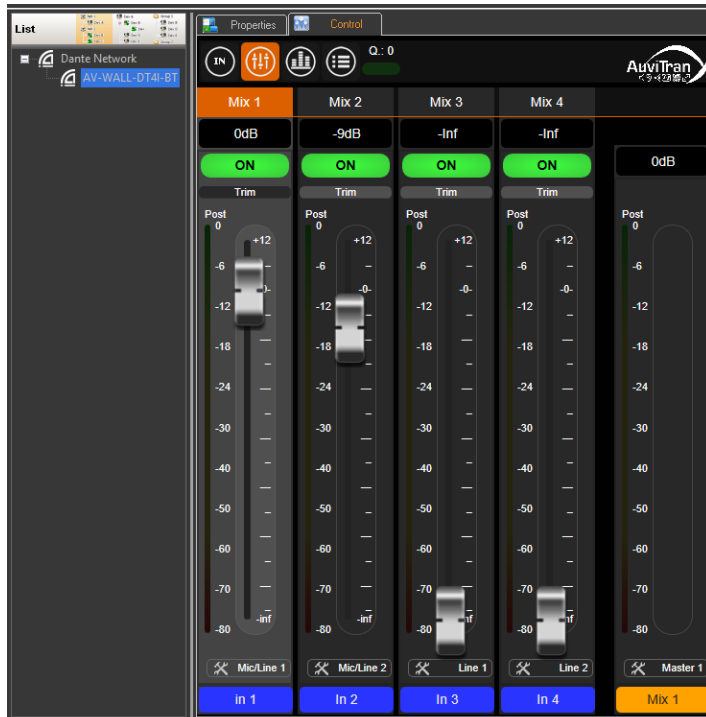 List
Properties
Control
Dante Network
AV-WALL-DT4I-BT
IN
Q.: 0
AuviTran
Mix 1 Mix 2 Mix 3 Mix 4
0dB -9dB -Inf -Inf
ON ON ON ON 0dB
Trim Trim Trim Trim
Post Post Post Post Post
0 0 0 0 0
+12 +12 +12 +12
-6 -6 -6 -6 -6
-0- -0- -0-
-12 -12 -12 -12 -12
-18 -18 -18 -18 -18
-24 -24 -24 -24 -24
-30 -30 -30 -30 -30
-40 -40 -40 -40 -40
-50 -50 -50 -50 -50
-60 -60 -60 -60 -60
-70 -70 -70 -70 -70
-inf -inf
-80 -80 -80 -80 -80
Mic/Line 1 Mic/Line 2 Line 1 Line 2 Master 1
in 1 In 2 In 3 In 4 Mix 1